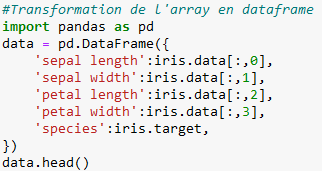 #Transformation de l'array en dataframe
import pandas as pd
data = pd.DataFrame({
    'sepal length':iris.data[:,0],
    'sepal width':iris.data[:,1],
    'petal length':iris.data[:,2],
    'petal width':iris.data[:,3],
    'species':iris.target,
})
data.head()